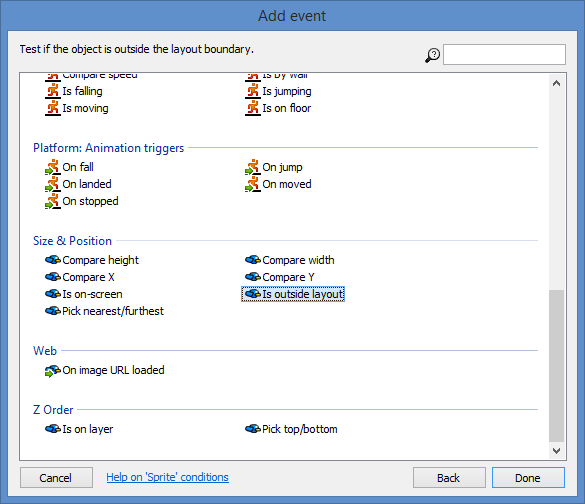 Add event
Test if the object is outside the layout boundary.
Compare speed Is by wall
Is falling Is jumping
Is moving Is on floor
Platform: Animation triggers
On fall On jump
On landed On moved
On stopped
Size & Position
Compare height Compare width
Compare X Compare Y
Is on-screen Is outside layout
Pick nearest/furthest
Web
On image URL loaded
Z Order
Is on layer Pick top/bottom
Cancel Help on 'Sprite' conditions Back Done